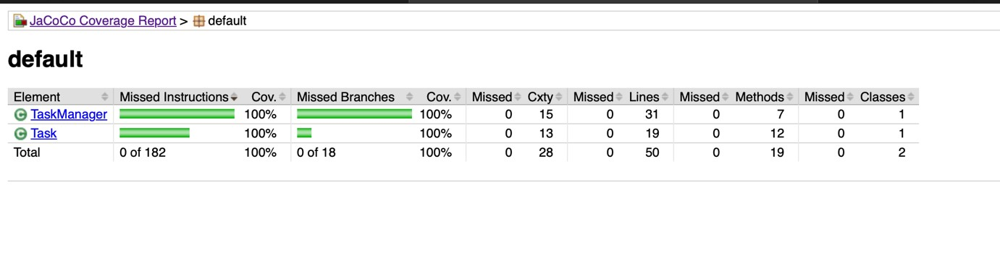 JaCoCo Coverage Report > default
default
Element Missed Instructions Cov. Missed Branches Cov. Missed Cxty Missed Lines Missed Methods Missed Classes
C TaskManager 100% 100% 0 15 0 31 0 7 0 1
C Task 100% 100% 0 13 0 19 0 12 0 1
Total 0 of 182 100% 0 of 18 100% 0 28 0 50 0 19 0 2